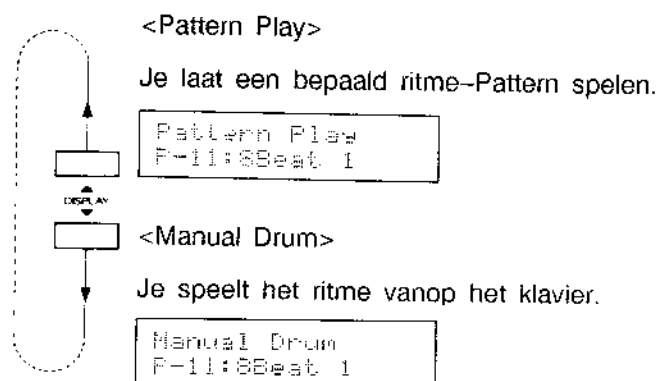 <Pattern Play>
Je laat een bepaald ritme-Pattern spelen.
Pattern Play
P-11:8Beat 1
DISPLAY
<Manual Drum>
Je speelt het ritme vanop het klavier.
Manual Drum
P-11:8Beat 1